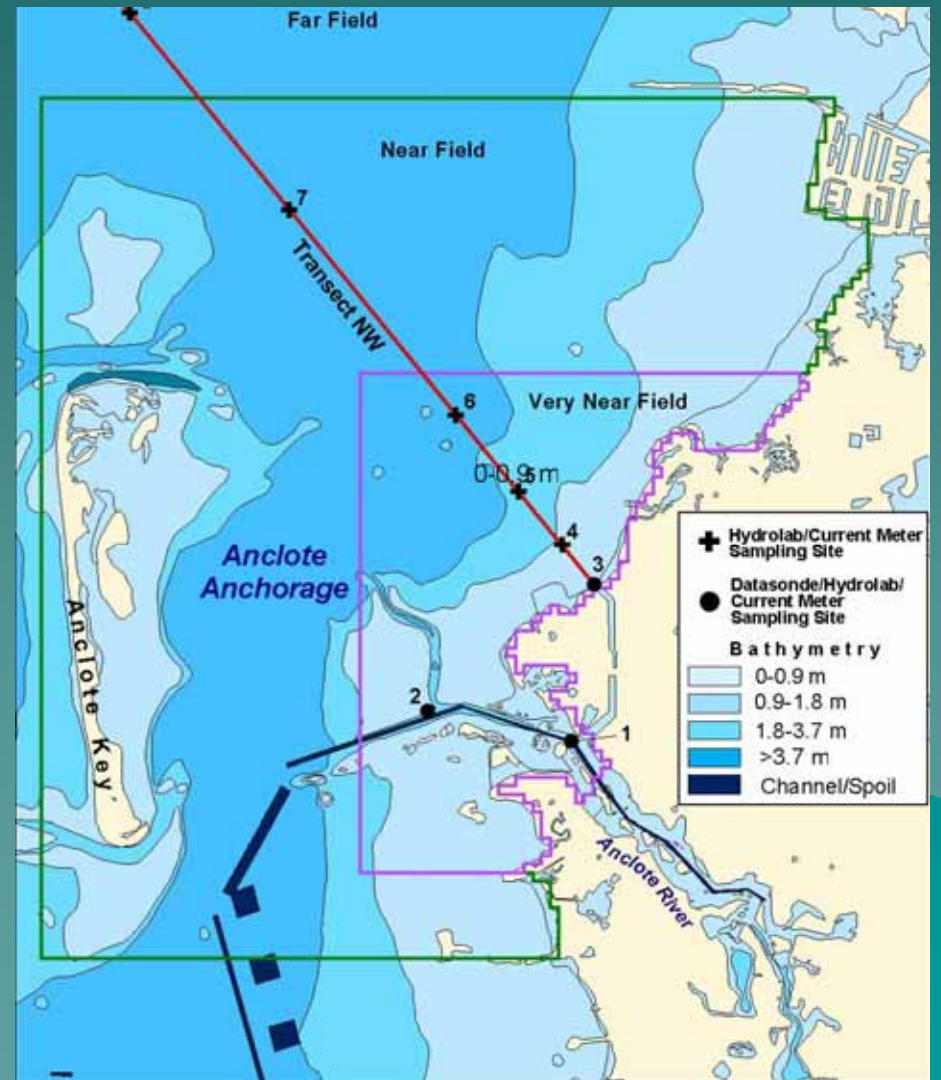 Far Field
Near Field
7
Transect NW
6
Very Near Field
0-0.9 m
5
4
3
Anclote
Anchorage
Anclote Key
2
1
Anclote River
Hydrolab/Current Meter
Sampling Site
Datasonde/Hydrolab/
Current Meter
Sampling Site
Bathymetry
0-0.9 m
0.9-1.8 m
1.8-3.7 m
>3.7 m
Channel/Spoil